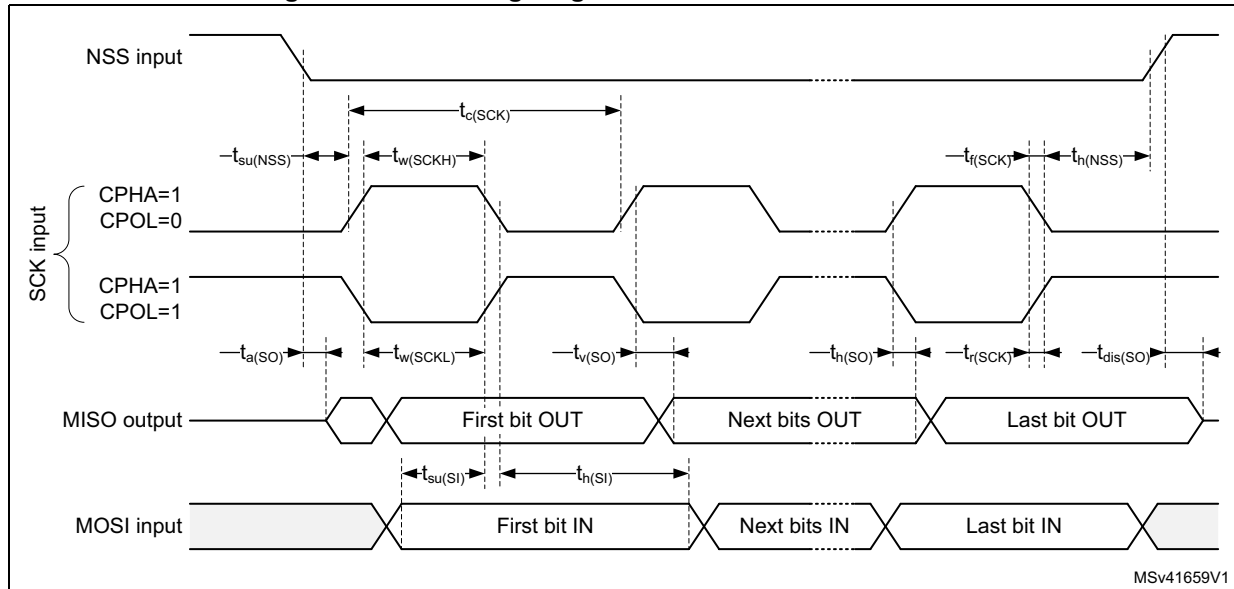 NSS input
tc(SCK)
tsu(NSS)
tw(SCKH)
tf(SCK)
th(NSS)
SCK input
CPHA=1
CPOL=0
CPHA=1
CPOL=1
ta(SO)
tw(SCKL)
tv(SO)
th(SO)
tr(SCK)
tdis(SO)
MISO output
First bit OUT
Next bits OUT
Last bit OUT
tsu(SI)
th(SI)
MOSI input
First bit IN
Next bits IN
Last bit IN
MSv41659V1